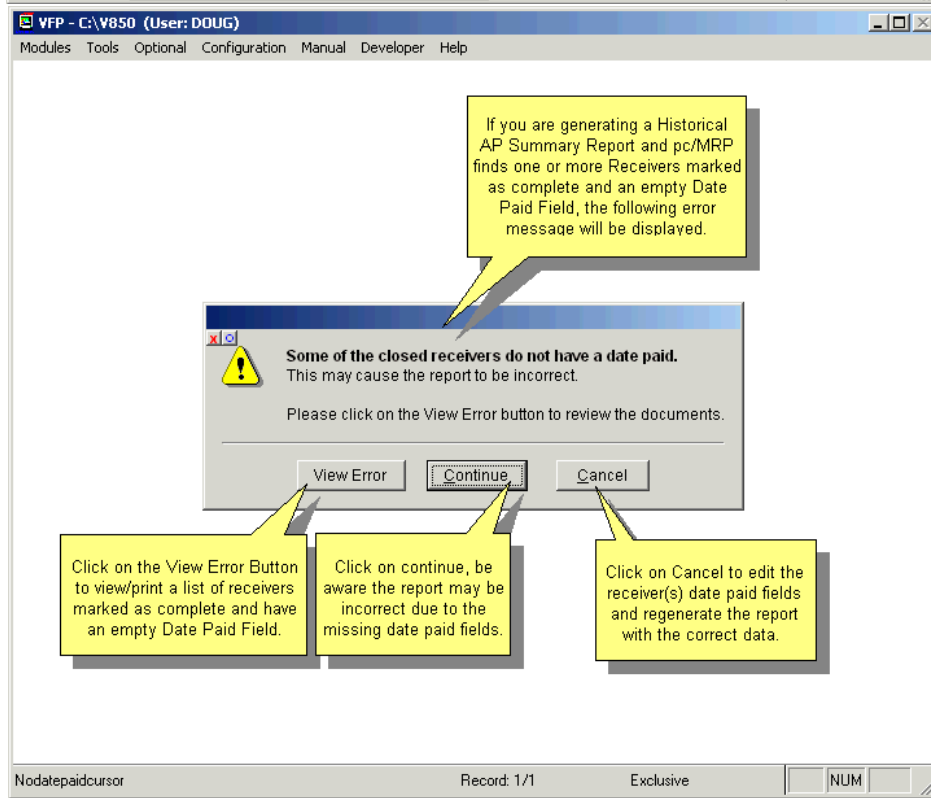 VFP - C:\V850 (User: DOUG)
Modules Tools Optional Configuration Manual Developer Help
If you are generating a Historical
AP Summary Report and pc/MRP
finds one or more Receivers marked
as complete and an empty Date
Paid Field, the following error
message will be displayed.
x o
Some of the closed receivers do not have a date paid.
This may cause the report to be incorrect.
Please click on the View Error button to review the documents.
View Error Continue Cancel
Click on the View Error Button
to view/print a list of receivers
marked as complete and have
an empty Date Paid Field.
Click on continue, be
aware the report may be
incorrect due to the
missing date paid fields.
Click on Cancel to edit the
receiver(s) date paid fields
and regenerate the report
with the correct data.
Nodatepaidcursor Record: 1/1 Exclusive NUM